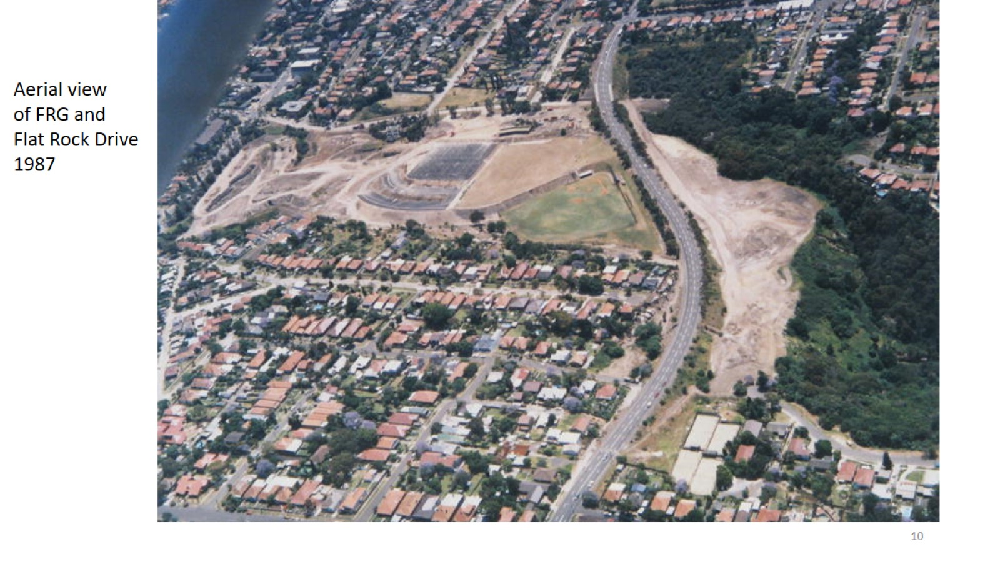 Aerial view
of FRG and
Flat Rock Drive
1987
10